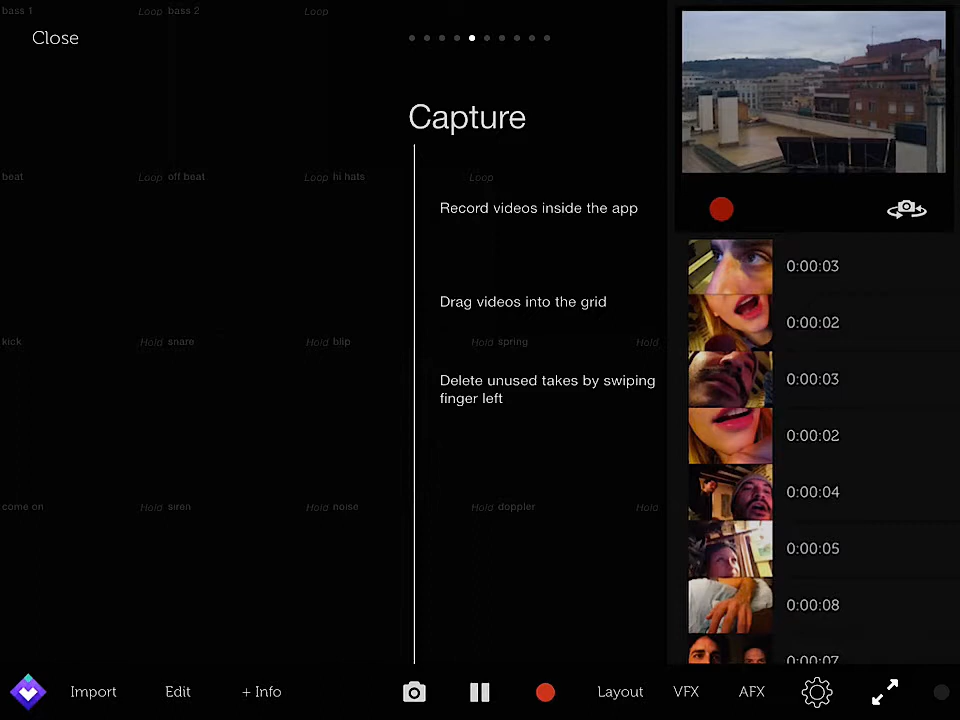 bass 1
Loop bass 2
Loop
Close
Capture
beat
Loop off beat
Loop hi hats
Loop
Record videos inside the app
0:00:03
Drag videos into the grid
0:00:02
kick
Hold snare
Hold blip
Hold spring
Hold
Delete unused takes by swiping
finger left
0:00:03
0:00:02
0:00:04
come on
Hold siren
Hold noise
Hold doppler
Hold
0:00:05
0:00:08
0:00:07
Import
Edit
+ Info
Layout
VFX
AFX